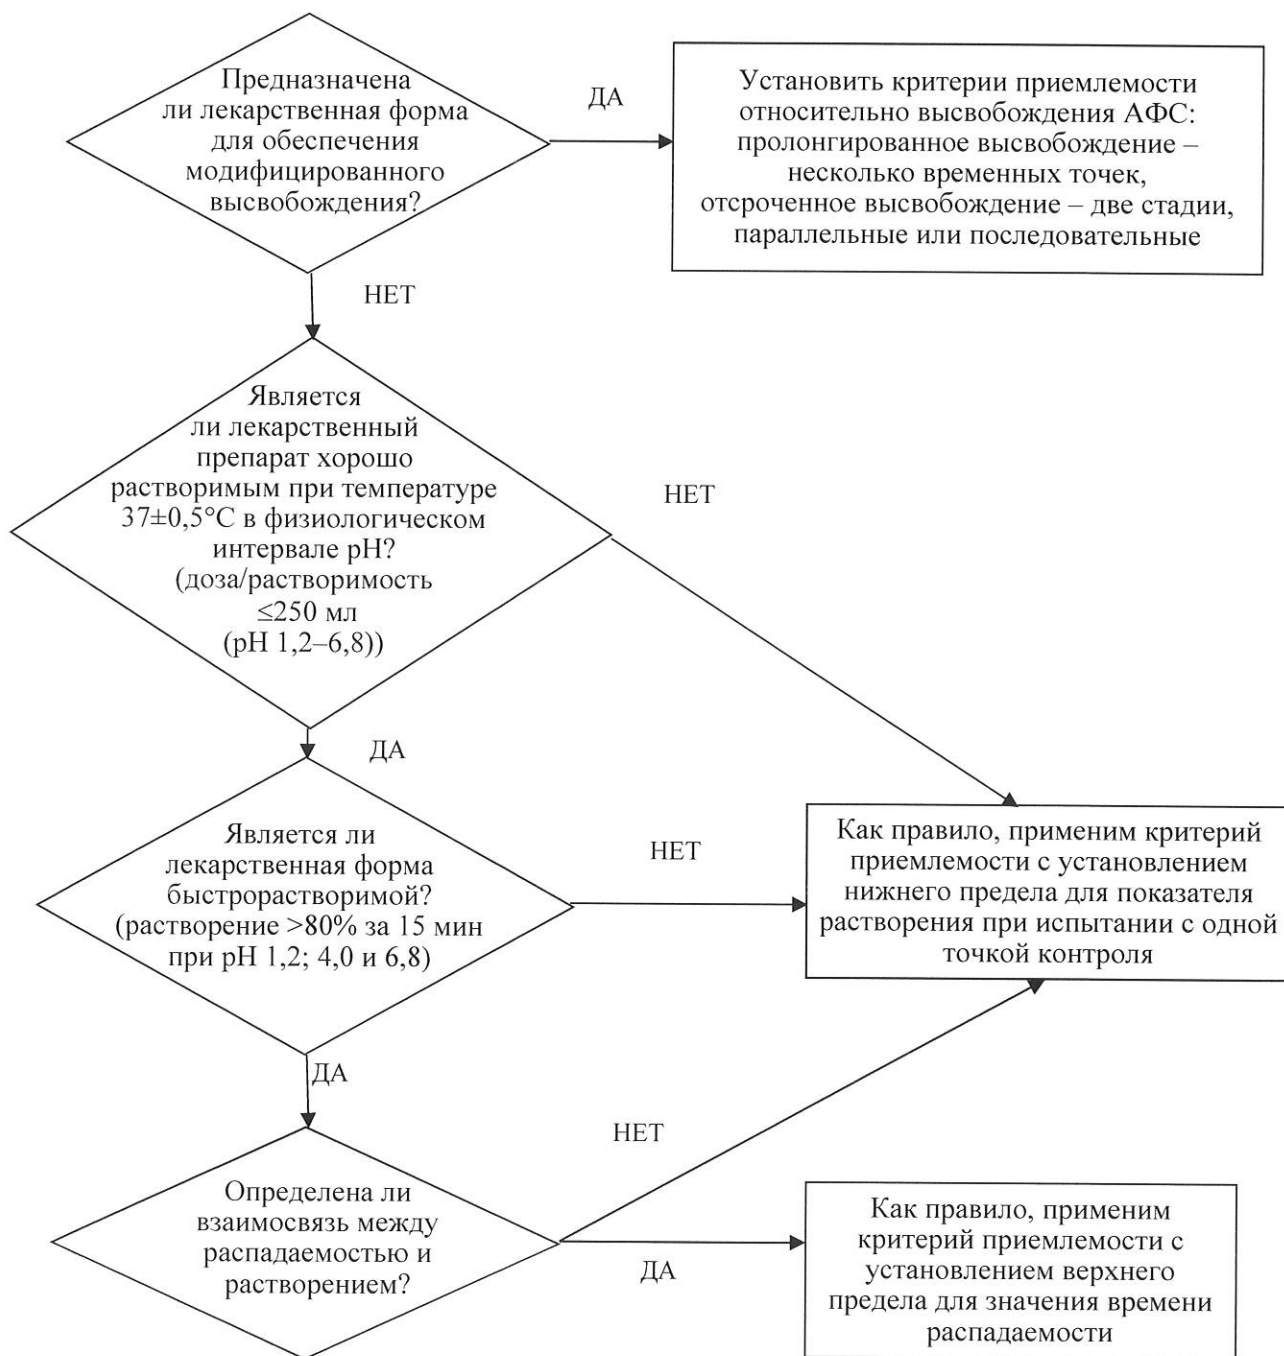 Предназначена
ли лекарственная форма
для обеспечения
модифицированного
высвобождения?
ДА
Установить критерии приемлемости
относительно высвобождения АФС:
пролонгированное высвобождение –
несколько временных точек,
отсроченное высвобождение – две стадии,
параллельные или последовательные
НЕТ
Является
ли лекарственный
препарат хорошо
растворимым при температуре
37±0,5°C в физиологическом
интервале pH?
(доза/растворимость
≤250 мл
(pH 1,2–6,8))
НЕТ
ДА
Является ли
лекарственная форма
быстрорастворимой?
(растворение >80% за 15 мин
при pH 1,2; 4,0 и 6,8)
НЕТ
Как правило, применим критерий
приемлемости с установлением
нижнего предела для показателя
растворения при испытании с одной
точкой контроля
ДА
Определена ли
взаимосвязь между
распадаемостью и
растворением?
НЕТ
ДА
Как правило, применим
критерий приемлемости с
установлением верхнего
предела для значения времени
распадаемости